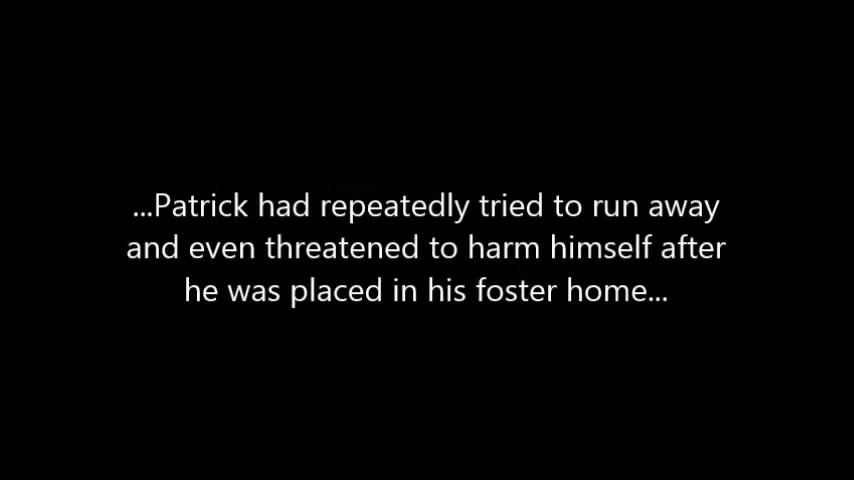 ...Patrick had repeatedly tried to run away
and even threatened to harm himself after
he was placed in his foster home...